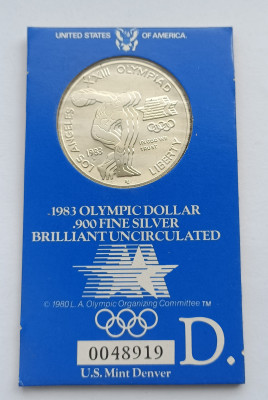 UNITED STATES OF AMERICA.
LOS ANGELES XXIII OLYMPIAD
1983
IN GOD WE
TRUST
LIBERTY
.1983 OLYMPIC DOLLAR
.900 FINE SILVER
BRILLIANT UNCIRCULATED
© 1980 L.A. Olympic Organizing Committee TM
0048919
D.
U.S. Mint Denver